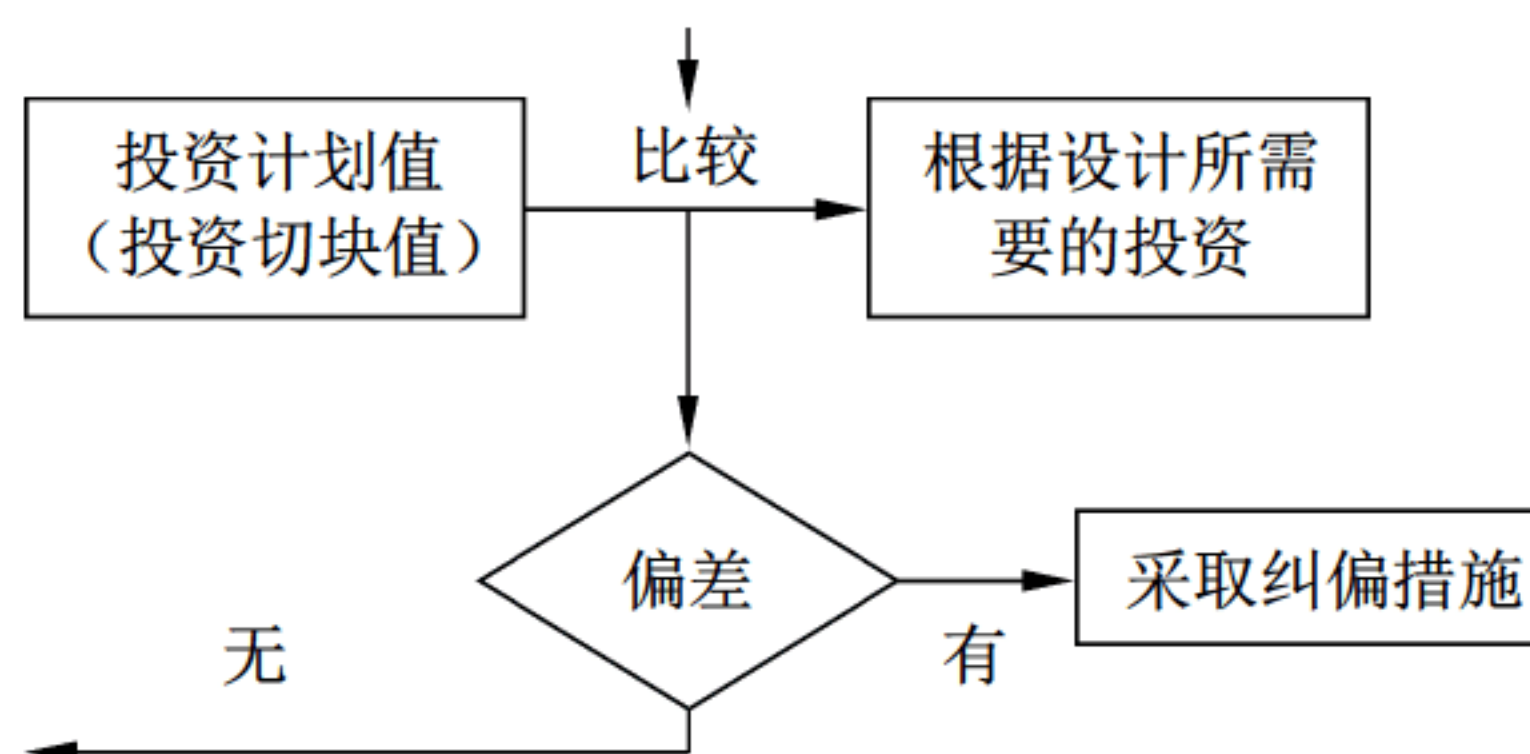 投资计划值
（投资切块值）
比较
根据设计所需
要的投资
偏差
采取纠偏措施
无
有